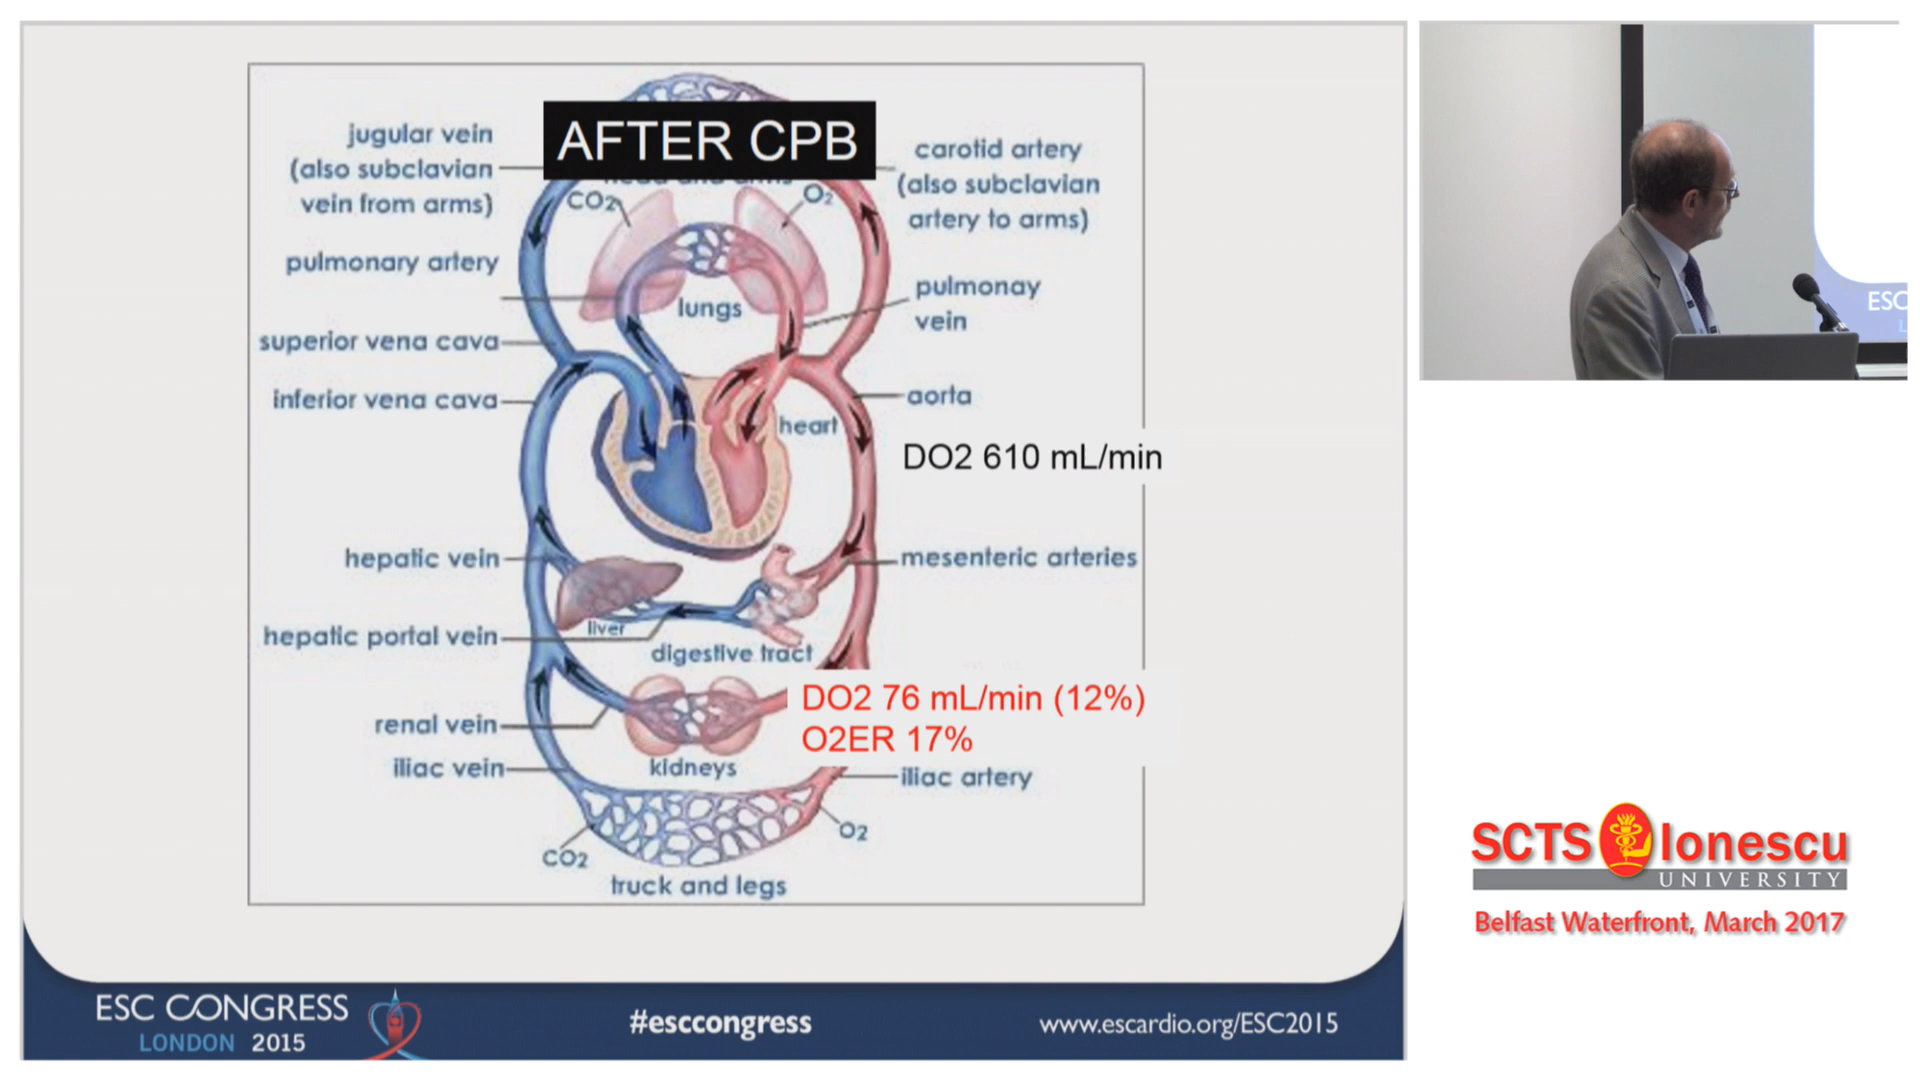 AFTER CPB
jugular vein
(also subclavian
vein from arms)
carotid artery
(also subclavian
artery to arms)
CO2
O2
pulmonary artery
lungs
pulmonay
vein
superior vena cava
inferior vena cava
aorta
heart
DO2 610 mL/min
hepatic vein
mesenteric arteries
hepatic portal vein
liver
digestive tract
DO2 76 mL/min (12%)
O2ER 17%
renal vein
iliac vein
kidneys
iliac artery
CO2
O2
truck and legs
ESC CONGRESS
LONDON 2015
#esccongress
www.escardio.org/ESC2015
ESC
L
SCTS Ionescu
UNIVERSITY
Belfast Waterfront, March 2017